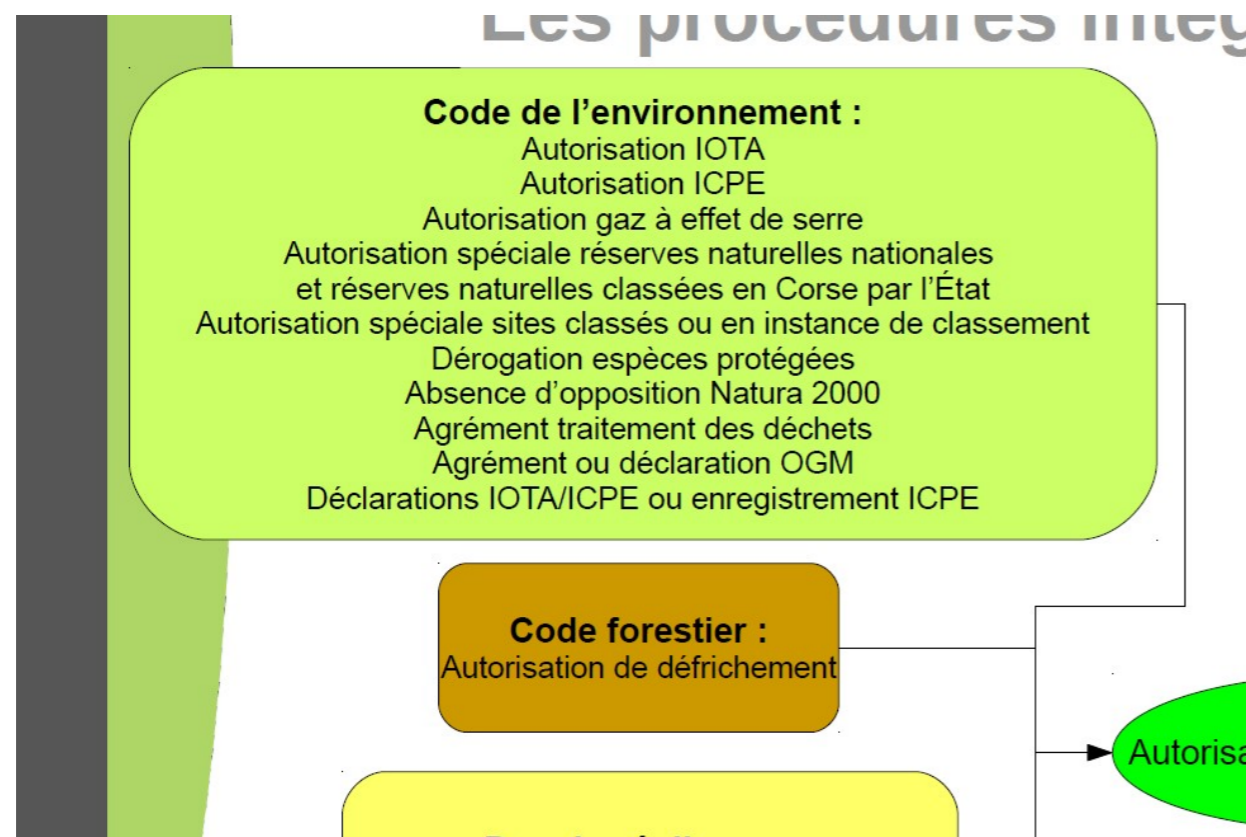 Les procédures
Code de l’environnement :
Autorisation IOTA
Autorisation ICPE
Autorisation gaz à effet de serre
Autorisation spéciale réserves naturelles nationales
et réserves naturelles classées en Corse par l’État
Autorisation spéciale sites classés ou en instance de classement
Dérogation espèces protégées
Absence d’opposition Natura 2000
Agrément traitement des déchets
Agrément ou déclaration OGM
Déclarations IOTA/ICPE ou enregistrement ICPE
Code forestier :
Autorisation de défrichement